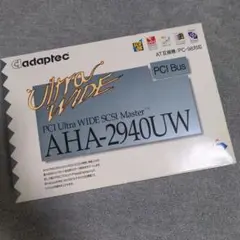 adaptec
AT互換機/PC-9800
PCI Bus
Ultra
WIDE
PCI Ultra WIDE SCSI Master
AHA-2940UW